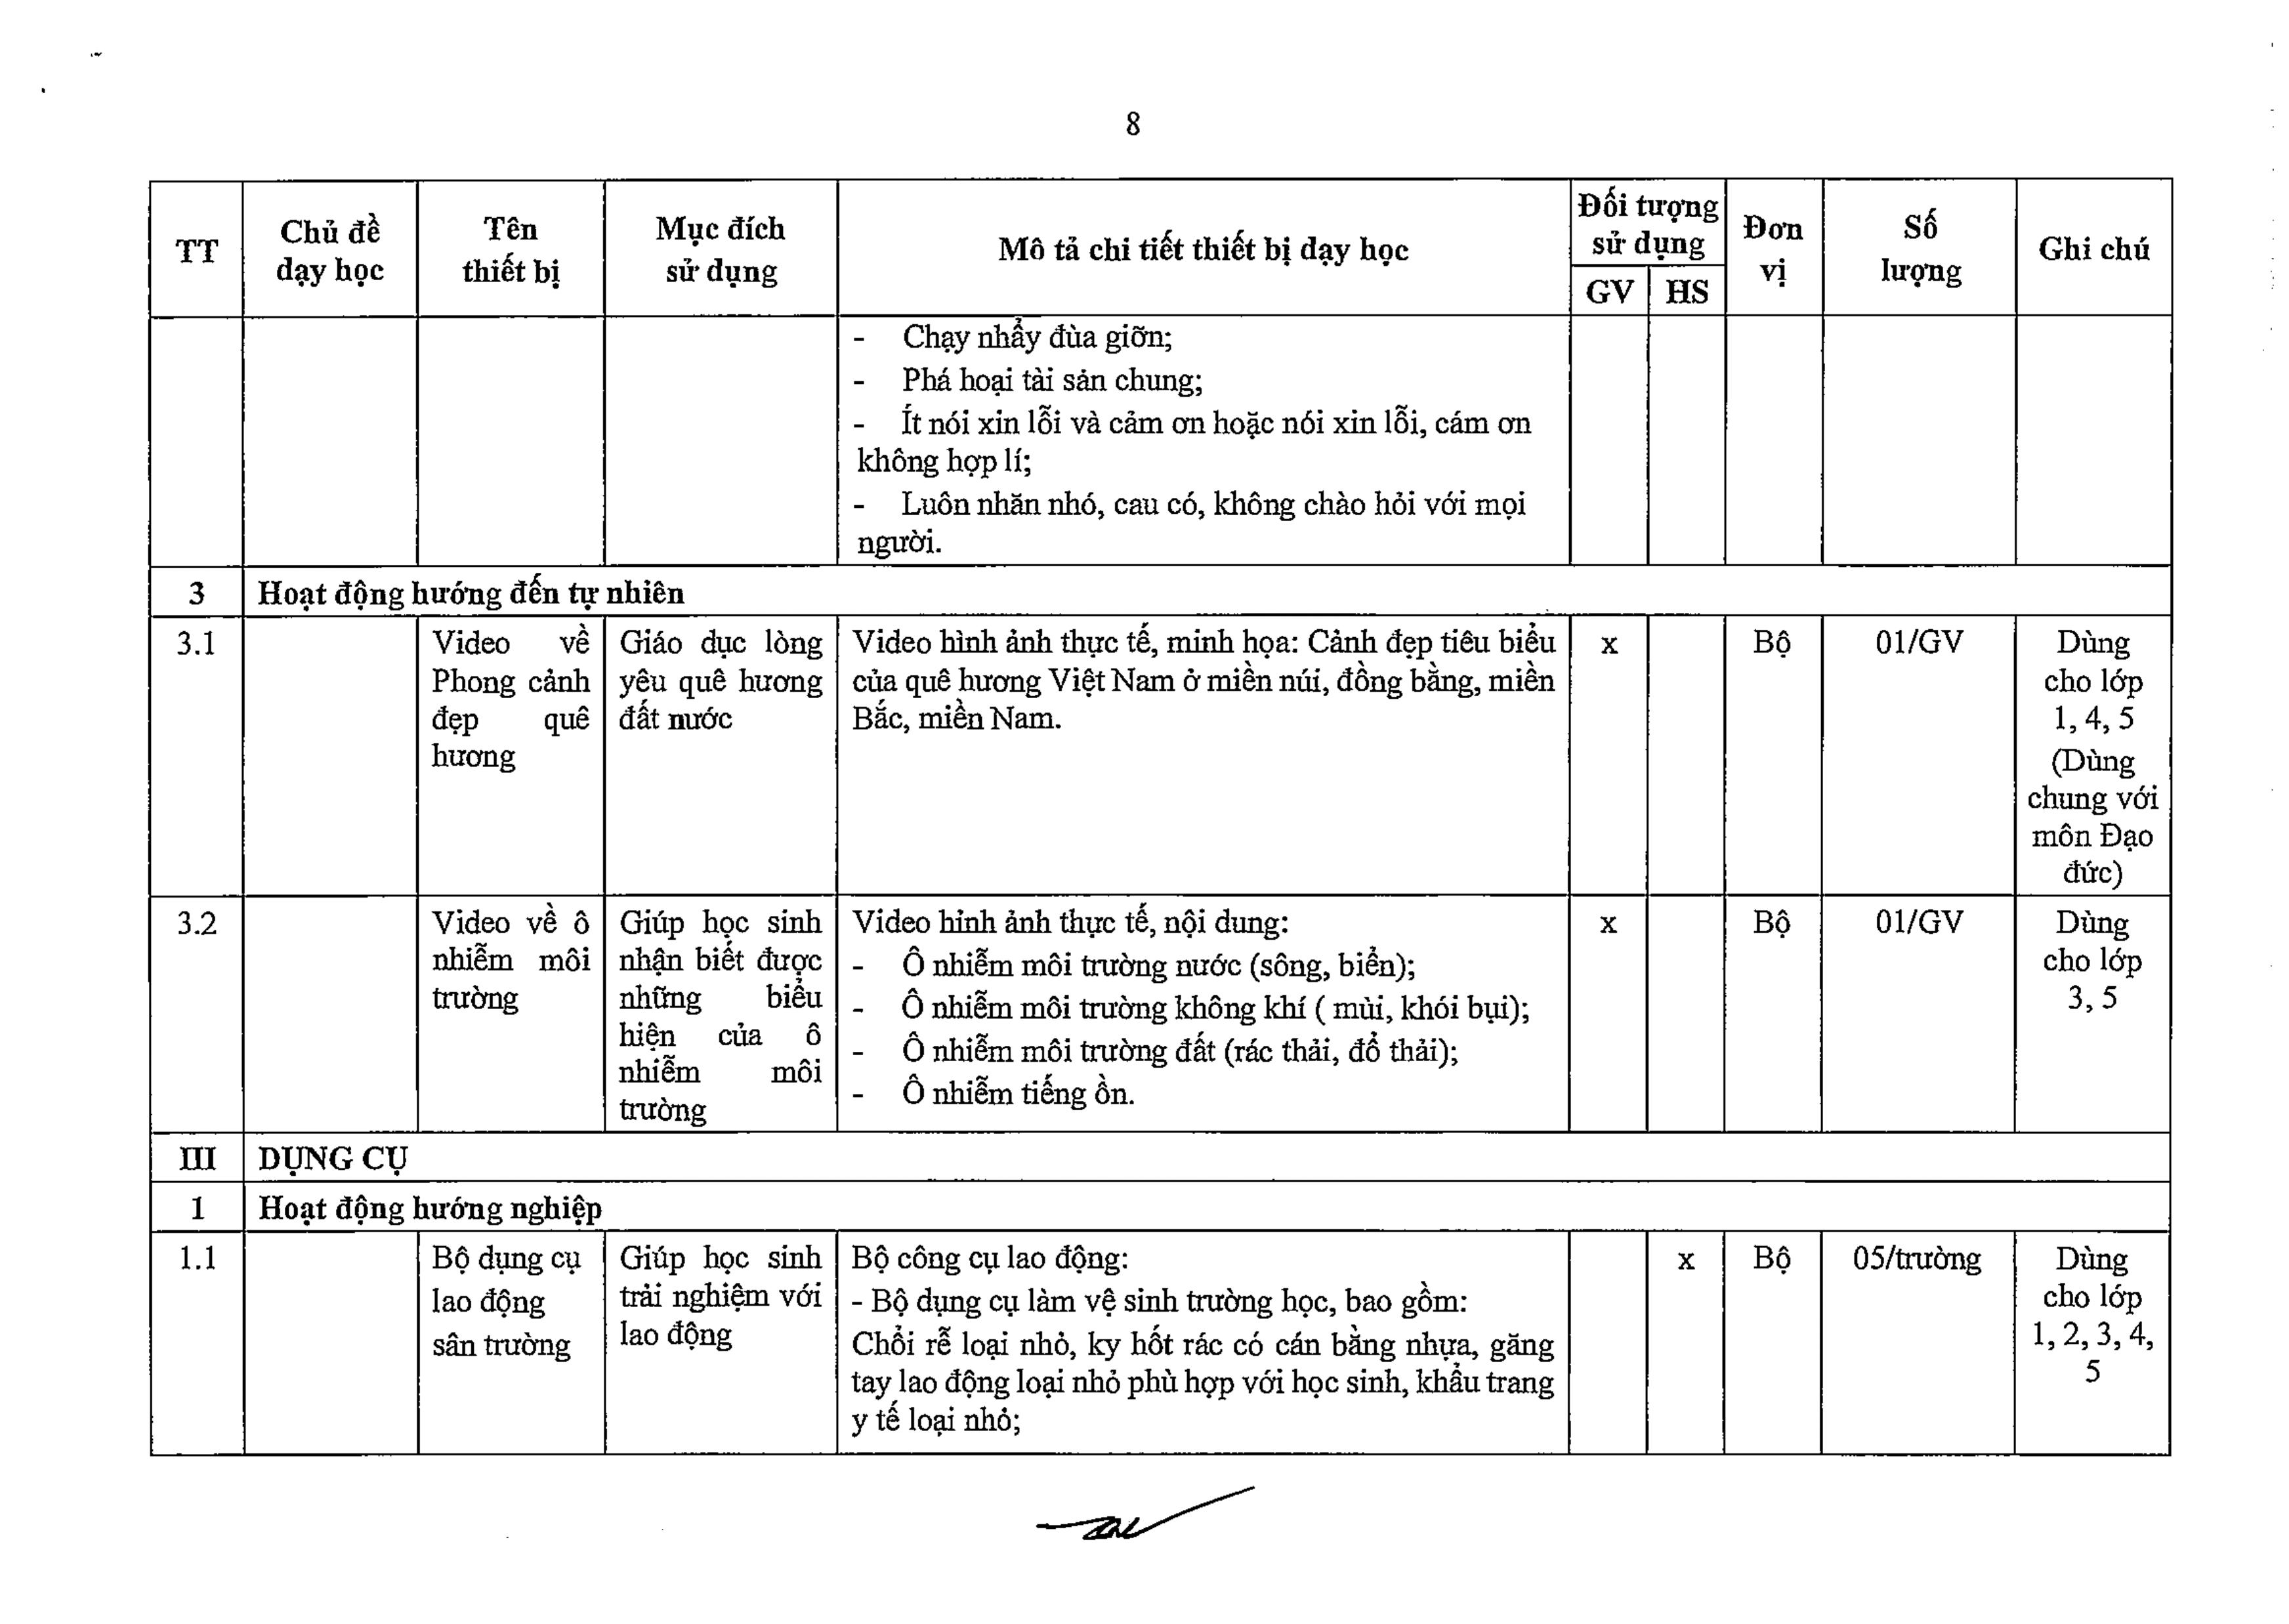 8
TT
Chủ đề
dạy học
Tên
thiết bị
Mục đích
sử dụng
Mô tả chi tiết thiết bị dạy học
Đối tượng
sử dụng
GV
HS
Đơn
vị
Số
lượng
Ghi chú
- Chạy nhẩy đùa giỡn;
- Phá hoại tài sản chung;
- Ít nói xin lỗi và cảm ơn hoặc nói xin lỗi, cám ơn
không hợp lí;
- Luôn nhăn nhó, cau có, không chào hỏi với mọi
người.
3
Hoạt động hướng đến tự nhiên
3.1
Video về
Phong cảnh
đẹp quê
hương
Giáo dục lòng
yêu quê hương
đất nước
Video hình ảnh thực tế, minh họa: Cảnh đẹp tiêu biểu
của quê hương Việt Nam ở miền núi, đồng bằng, miền
Bắc, miền Nam.
x
Bộ
01/GV
Dùng
cho lớp
1, 4, 5
(Dùng
chung với
môn Đạo
đức)
3.2
Video về ô
nhiễm môi
trường
Giúp học sinh
nhận biết được
những biểu
hiện của ô
nhiễm môi
trường
Video hình ảnh thực tế, nội dung:
- Ô nhiễm môi trường nước (sông, biển);
- Ô nhiễm môi trường không khí ( mùi, khói bụi);
- Ô nhiễm môi trường đất (rác thải, đổ thải);
- Ô nhiễm tiếng ồn.
x
Bộ
01/GV
Dùng
cho lớp
3, 5
III
DỤNG CỤ
1
Hoạt động hướng nghiệp
1.1
Bộ dụng cụ
lao động
sân trường
Giúp học sinh
trải nghiệm với
lao động
Bộ công cụ lao động:
- Bộ dụng cụ làm vệ sinh trường học, bao gồm:
Chổi rễ loại nhỏ, ky hốt rác có cán bằng nhựa, găng
tay lao động loại nhỏ phù hợp với học sinh, khẩu trang
y tế loại nhỏ;
x
Bộ
05/trường
Dùng
cho lớp
1, 2, 3, 4,
5